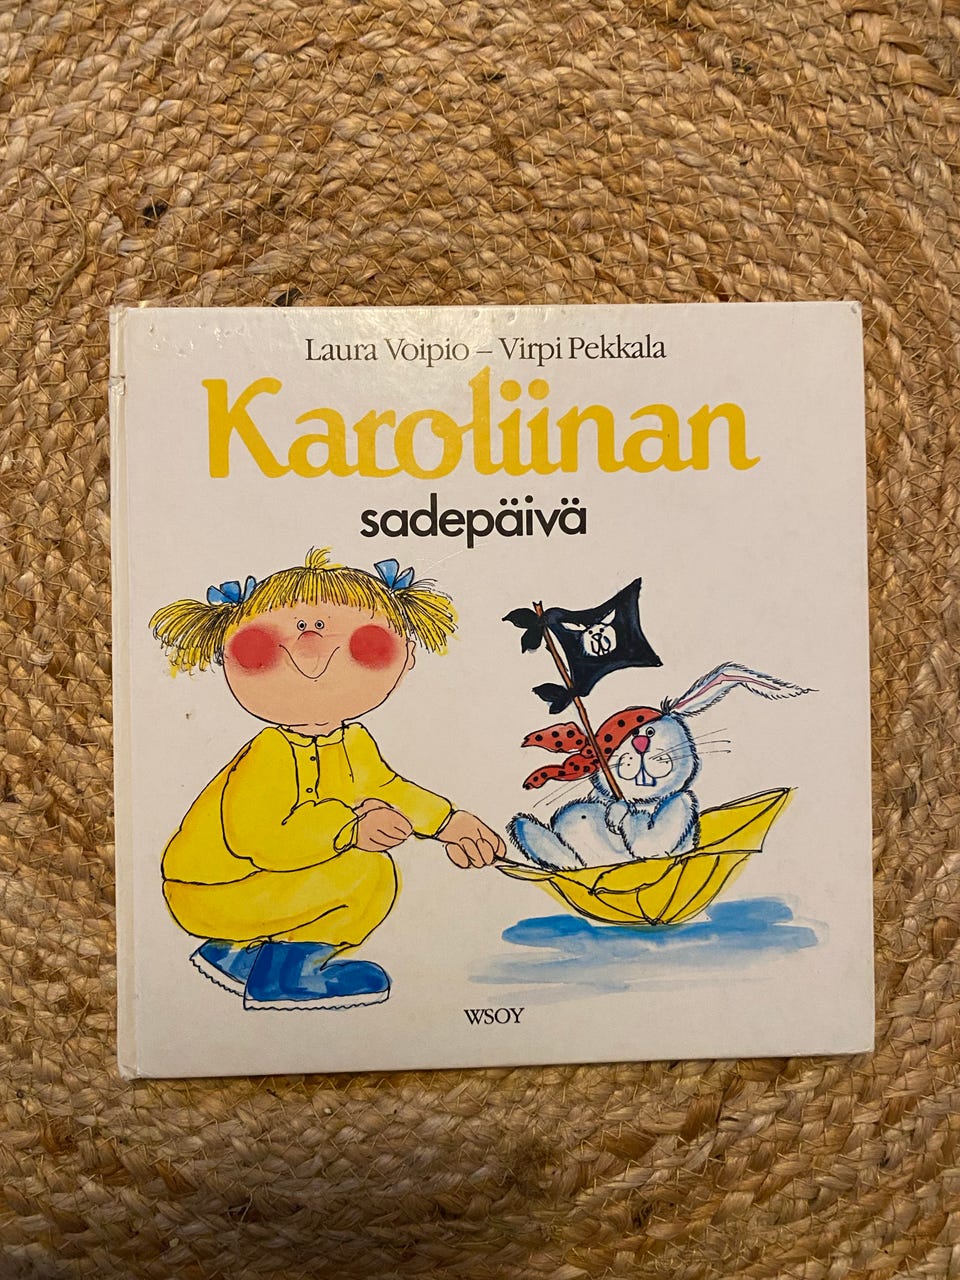 Laura Voipio – Virpi Pekkala
Karoliinan
sadepäivä
WSOY